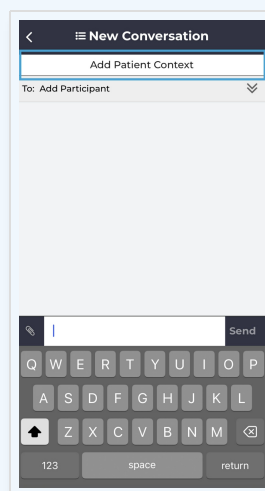 New Conversation
Add Patient Context
To: Add Participant
Send
Q W E R T Y U I O P
A S D F G H J K L
Z X C V B N M
123 space return